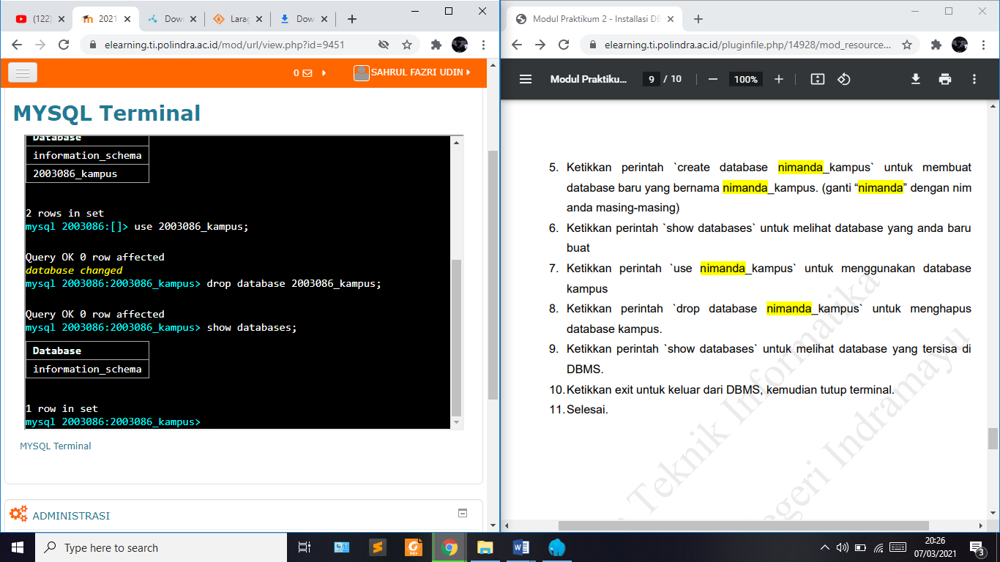 (122)
2021
Down
Larag
Down
elearning.ti.polindra.ac.id/mod/url/view.php?id=9451
0
SAHRUL FAZRI UDIN
MYSQL Terminal
Database
information_schema
2003086_kampus
2 rows in set
mysql 2003086:[]> use 2003086_kampus;
Query OK 0 row affected
database changed
mysql 2003086:2003086_kampus> drop database 2003086_kampus;
Query OK 0 row affected
mysql 2003086:2003086_kampus> show databases;
Database
information_schema
1 row in set
mysql 2003086:2003086_kampus>
MYSQL Terminal
ADMINISTRASI
Modul Praktikum 2 - Installasi DB
elearning.ti.polindra.ac.id/pluginfile.php/14928/mod_resource...
Modul Praktiku... 9 / 10 100%
5. Ketikkan perintah `create database nimanda_kampus` untuk membuat
database baru yang bernama nimanda_kampus. (ganti “nimanda” dengan nim
anda masing-masing)
6. Ketikkan perintah `show databases` untuk melihat database yang anda baru
buat
7. Ketikkan perintah `use nimanda_kampus` untuk menggunakan database
kampus
8. Ketikkan perintah `drop database nimanda_kampus` untuk menghapus
database kampus.
9. Ketikkan perintah `show databases` untuk melihat database yang tersisa di
DBMS.
10. Ketikkan exit untuk keluar dari DBMS, kemudian tutup terminal.
11. Selesai.
Teknik Informatika
egeri Indramayu
Type here to search
20:26
07/03/2021
3